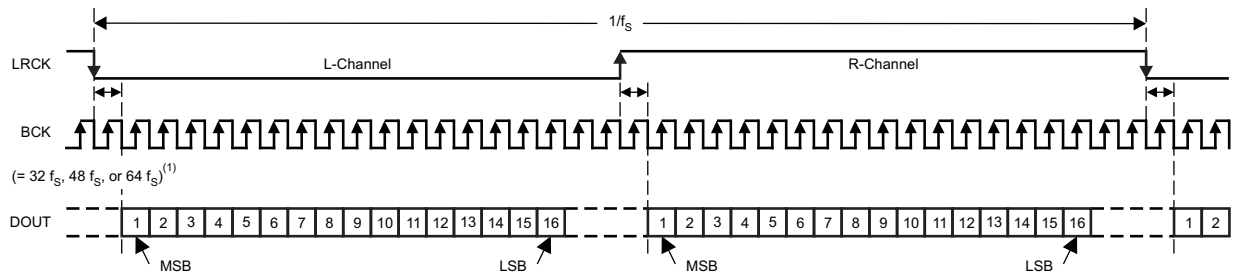 1/fS
LRCK
L-Channel
R-Channel
BCK
(= 32 fS, 48 fS, or 64 fS)(1)
DOUT
1 2 3 4 5 6 7 8 9 10 11 12 13 14 15 16
1 2 3 4 5 6 7 8 9 10 11 12 13 14 15 16
1 2
MSB
LSB
MSB
LSB